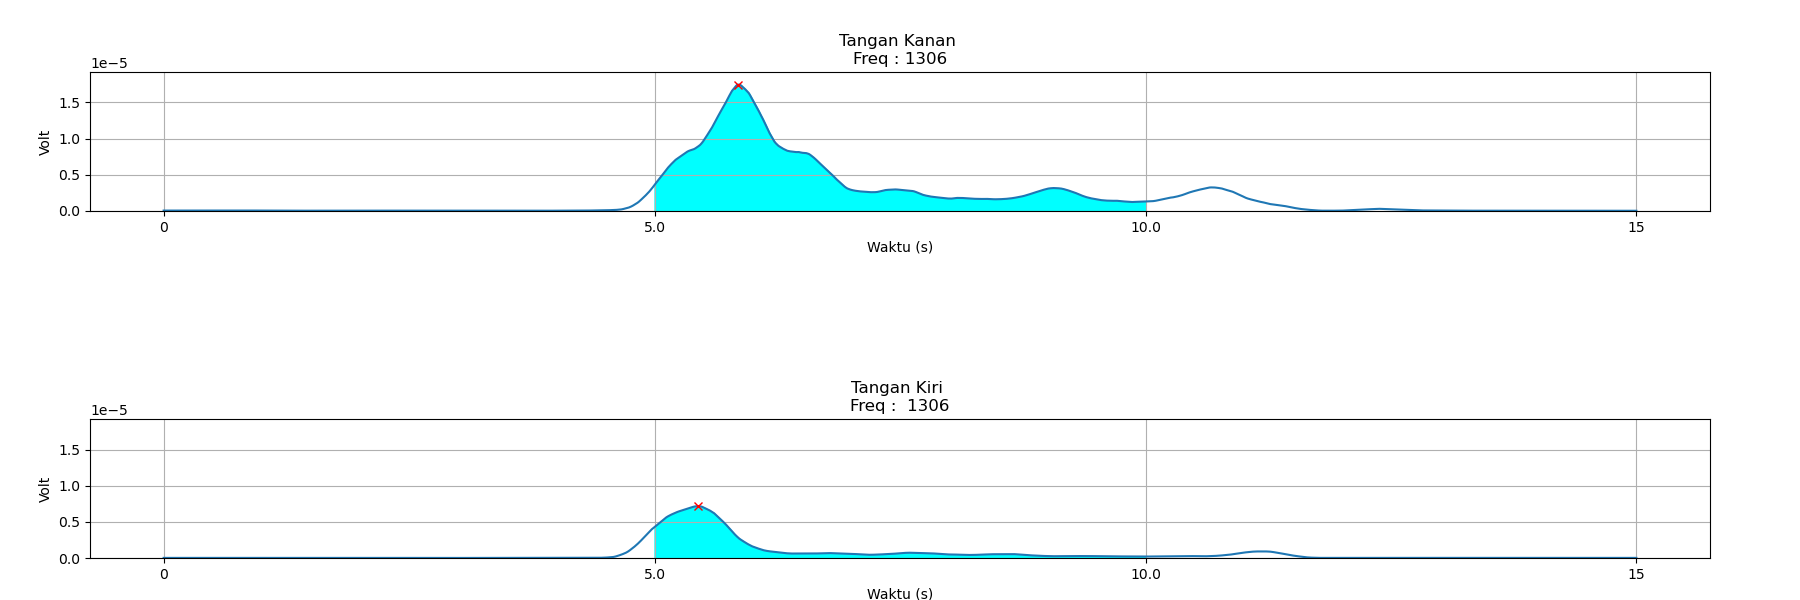 Tangan Kanan
Freq : 1306
1e−5
1.5
1.0
0.5
0.0
Volt
0 5.0 10.0 15
Waktu (s)
Tangan Kiri
Freq :  1306
1e−5
1.5
1.0
0.5
0.0
Volt
0 5.0 10.0 15
Waktu (s)